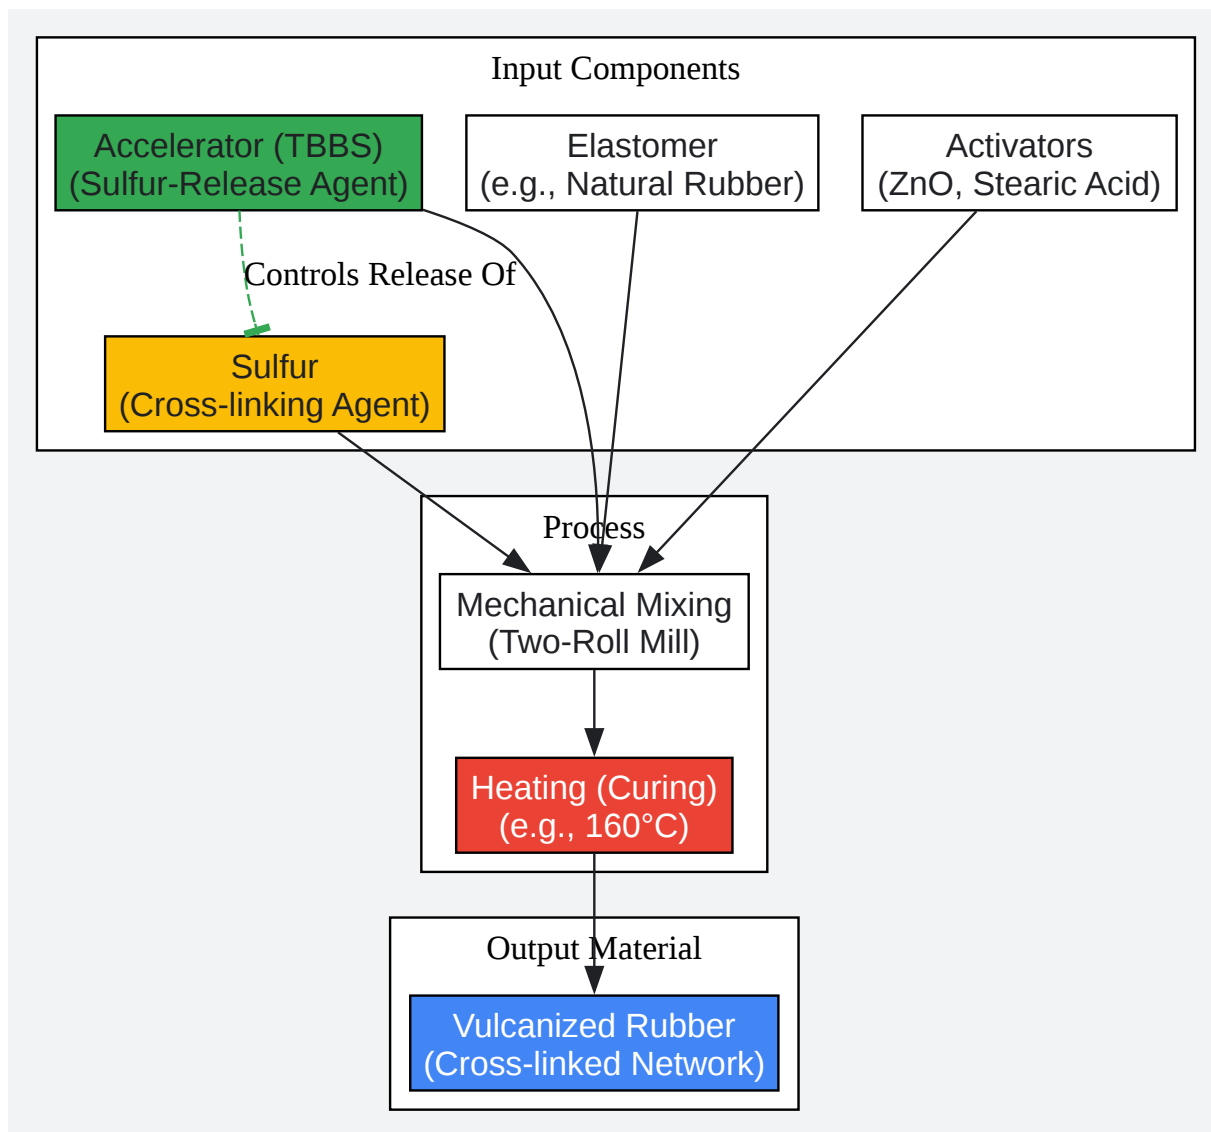 Input Components
Accelerator (TBBS)
(Sulfur-Release Agent)
Elastomer
(e.g., Natural Rubber)
Activators
(ZnO, Stearic Acid)
Controls Release Of
Sulfur
(Cross-linking Agent)
Process
Mechanical Mixing
(Two-Roll Mill)
Heating (Curing)
(e.g., 160°C)
Output Material
Vulcanized Rubber
(Cross-linked Network)